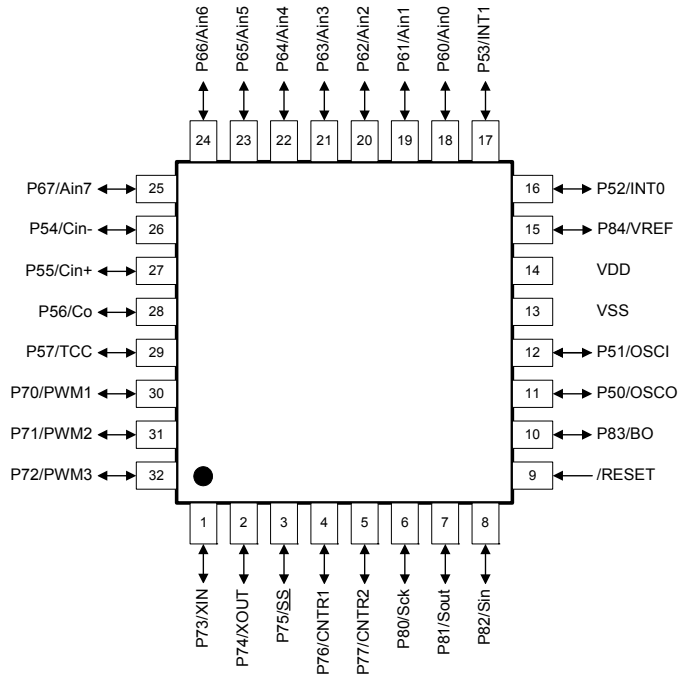 P66/Ain6
P65/Ain5
P64/Ain4
P63/Ain3
P62/Ain2
P61/Ain1
P60/Ain0
P53/INT1
24
23
22
21
20
19
18
17
P67/Ain7 25
P54/Cin- 26
P55/Cin+ 27
P56/Co 28
P57/TCC 29
P70/PWM1 30
P71/PWM2 31
P72/PWM3 32
16 P52/INT0
15 P84/VREF
14 VDD
13 VSS
12 P51/OSCI
11 P50/OSCO
10 P83/BO
9 /RESET
1
2
3
4
5
6
7
8
P73/XIN
P74/XOUT
P75/SS
P76/CNTR1
P77/CNTR2
P80/Sck
P81/Sout
P82/Sin